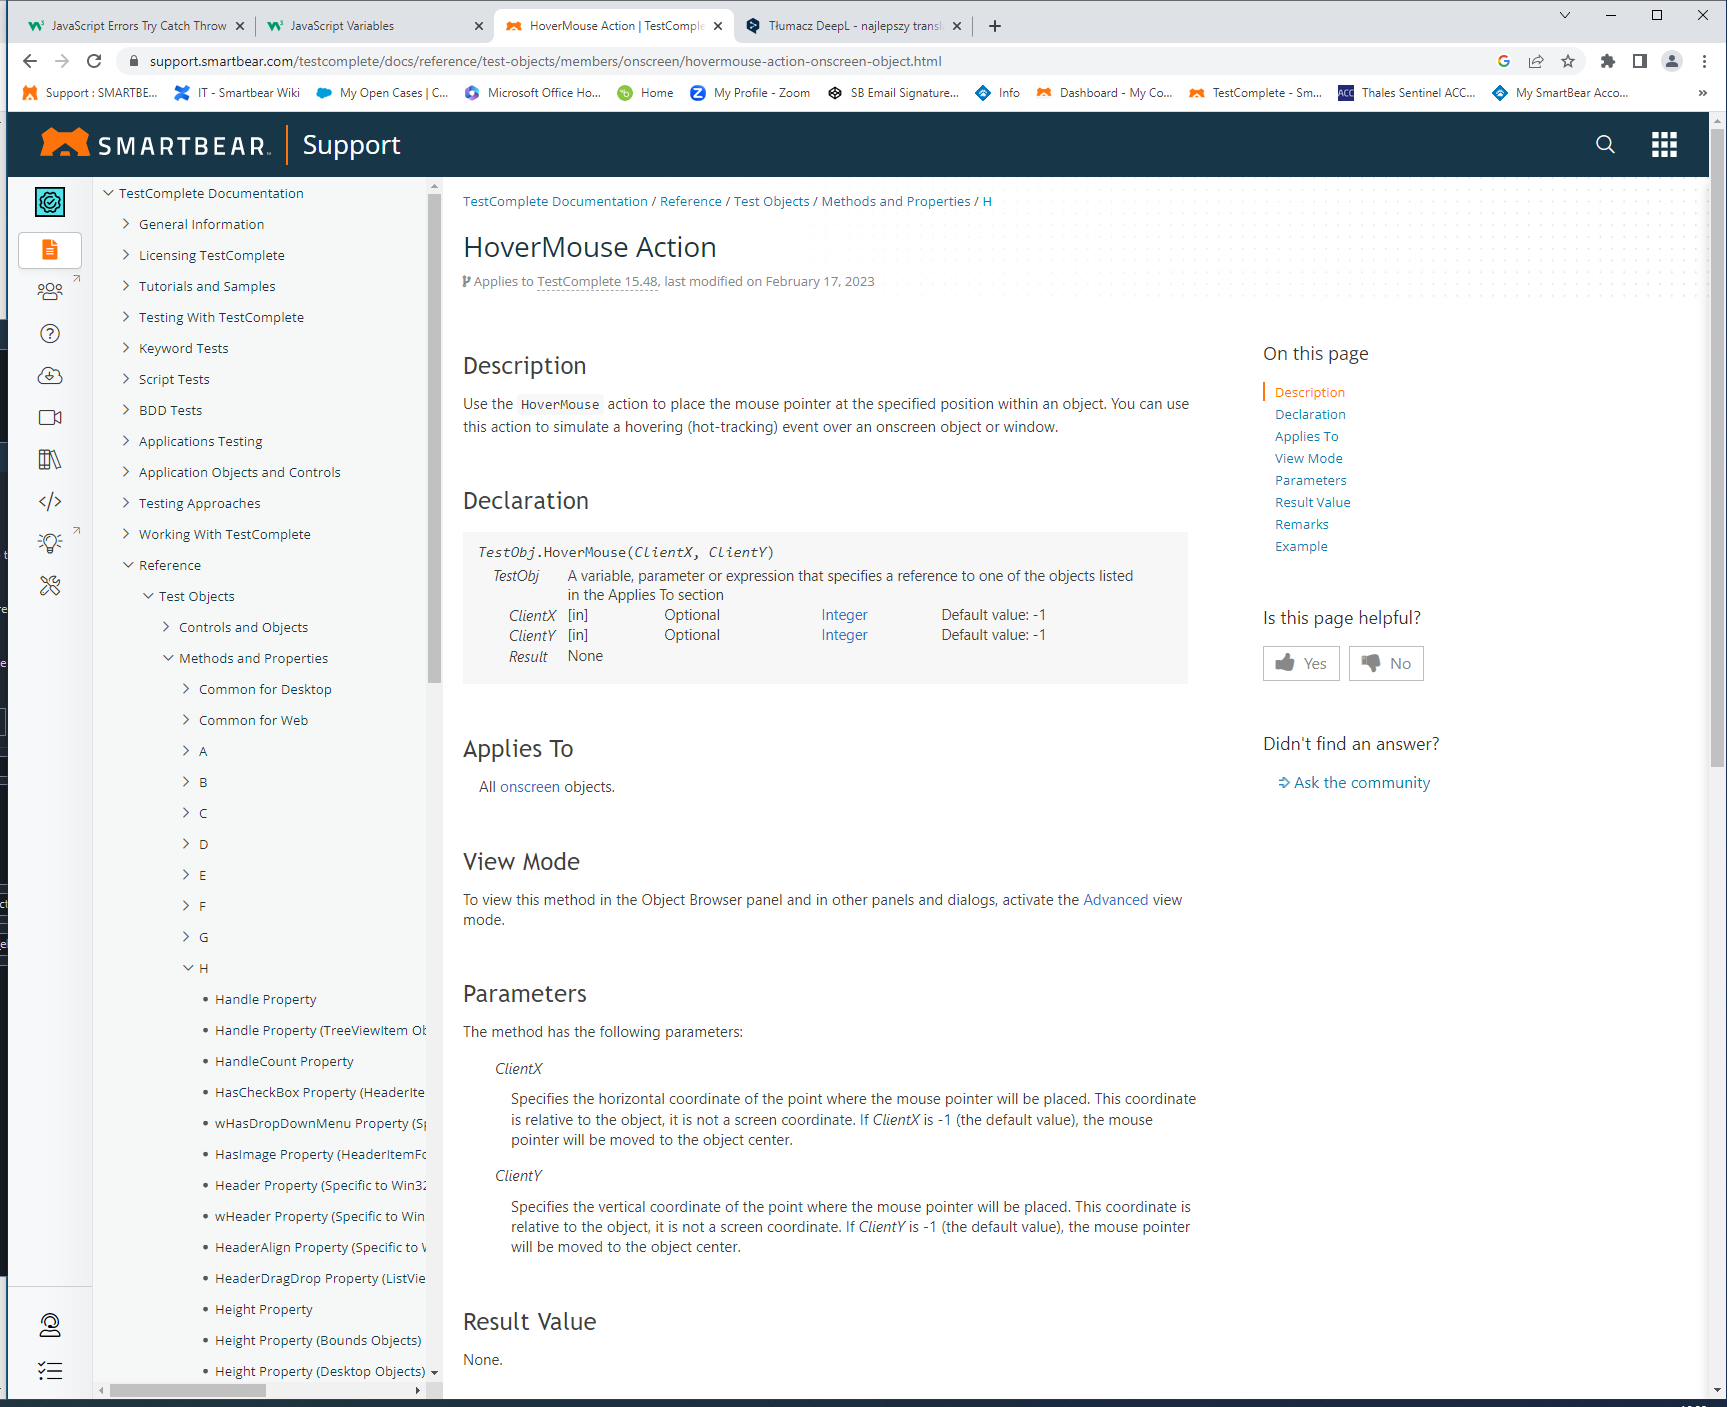 JavaScript Errors Try Catch Throw
JavaScript Variables
HoverMouse Action | TestComple
Tłumacz DeepL - najlepszy transl
support.smartbear.com/testcomplete/docs/reference/test-objects/members/onscreen/hovermouse-action-onscreen-object.html
Support : SMARTBE...
IT - Smartbear Wiki
My Open Cases | C...
Microsoft Office Ho...
Home
My Profile - Zoom
SB Email Signature...
Info
Dashboard - My Co...
TestComplete - Sm...
ACC
Thales Sentinel ACC...
My SmartBear Acco...
»
SMARTBEAR
Support
TestComplete Documentation
General Information
Licensing TestComplete
Tutorials and Samples
Testing With TestComplete
Keyword Tests
Script Tests
BDD Tests
Applications Testing
Application Objects and Controls
Testing Approaches
Working With TestComplete
Reference
Test Objects
Controls and Objects
Methods and Properties
Common for Desktop
Common for Web
A
B
C
D
E
F
G
H
• Handle Property
• Handle Property (TreeViewItem Ob
• HandleCount Property
• HasCheckBox Property (HeaderIte
• wHasDropDownMenu Property (Sp
• HasImage Property (HeaderItemFo
• Header Property (Specific to Win32
• wHeader Property (Specific to Win
• HeaderAlign Property (Specific to W
• HeaderDragDrop Property (ListVie
• Height Property
• Height Property (Bounds Objects)
• Height Property (Desktop Objects)
TestComplete Documentation / Reference / Test Objects / Methods and Properties / H
HoverMouse Action
Applies to TestComplete 15.48, last modified on February 17, 2023
Description
Use the HoverMouse action to place the mouse pointer at the specified position within an object. You can use
this action to simulate a hovering (hot-tracking) event over an onscreen object or window.
Declaration
TestObj.HoverMouse(ClientX, ClientY)
TestObj A variable, parameter or expression that specifies a reference to one of the objects listed
in the Applies To section
ClientX [in] Optional Integer Default value: -1
ClientY [in] Optional Integer Default value: -1
Result None
Applies To
All onscreen objects.
View Mode
To view this method in the Object Browser panel and in other panels and dialogs, activate the Advanced view
mode.
Parameters
The method has the following parameters:
ClientX
Specifies the horizontal coordinate of the point where the mouse pointer will be placed. This coordinate
is relative to the object, it is not a screen coordinate. If ClientX is -1 (the default value), the mouse
pointer will be moved to the object center.
ClientY
Specifies the vertical coordinate of the point where the mouse pointer will be placed. This coordinate is
relative to the object, it is not a screen coordinate. If ClientY is -1 (the default value), the mouse pointer
will be moved to the object center.
Result Value
None.
On this page
Description
Declaration
Applies To
View Mode
Parameters
Result Value
Remarks
Example
Is this page helpful?
Yes
No
Didn't find an answer?
Ask the community